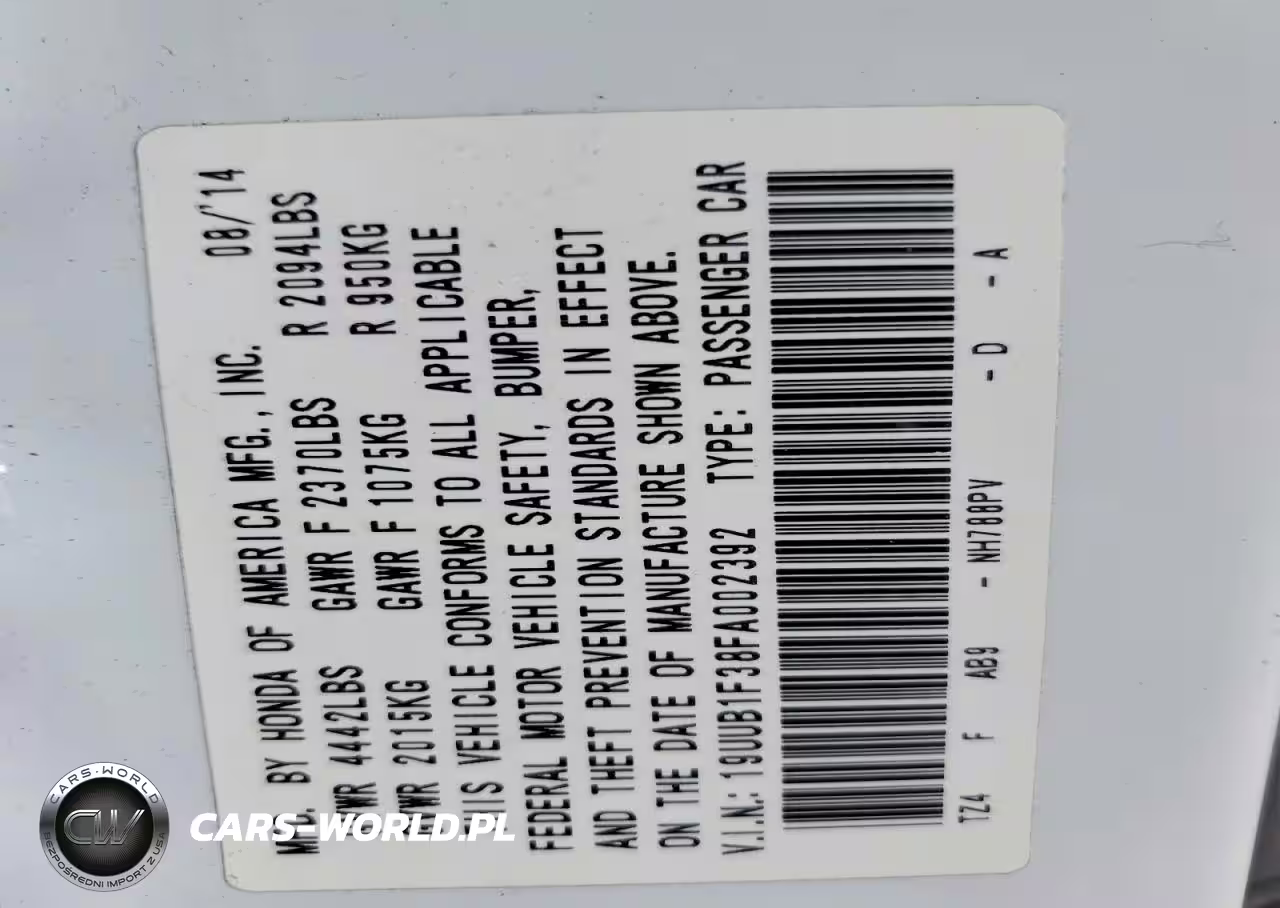 MFD. BY HONDA OF AMERICA MFG., INC. 08/'14
GVWR 4442LBS GAWR F 2370LBS R 2094LBS
GVWR 2015KG GAWR F 1075KG R 950KG
THIS VEHICLE CONFORMS TO ALL APPLICABLE
FEDERAL MOTOR VEHICLE SAFETY, BUMPER,
AND THEFT PREVENTION STANDARDS IN EFFECT
ON THE DATE OF MANUFACTURE SHOWN ABOVE.
V.I.N.: 19UUB1F38FA002392 TYPE: PASSENGER CAR
TZ4 F AB9 - NH788PV - D - A
CARS-WORLD
CW
BEZPOŚREDNI IMPORT Z USA
CARS-WORLD.PL